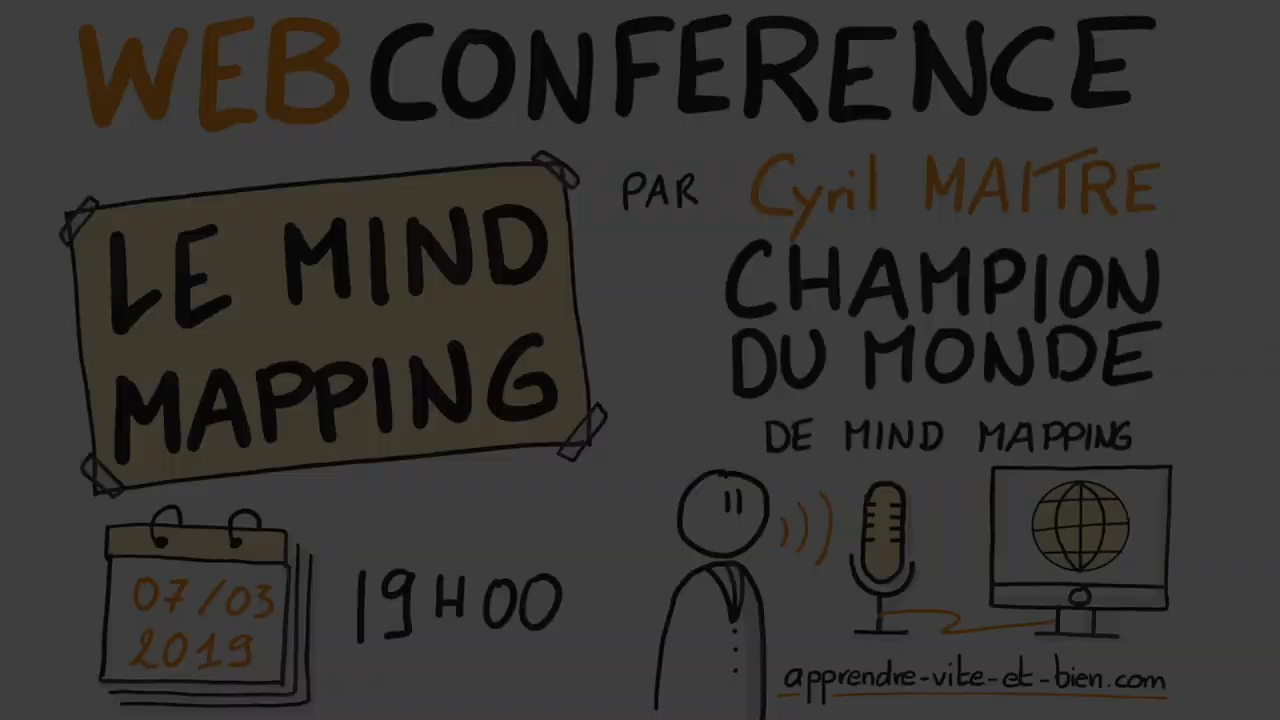 WEBCONFERENCE
LE MIND
MAPPING
PAR Cyril MAITRE
CHAMPION
DU MONDE
DE MIND MAPPING
07/03
2019
19H00
apprendre-vite-et-bien.com